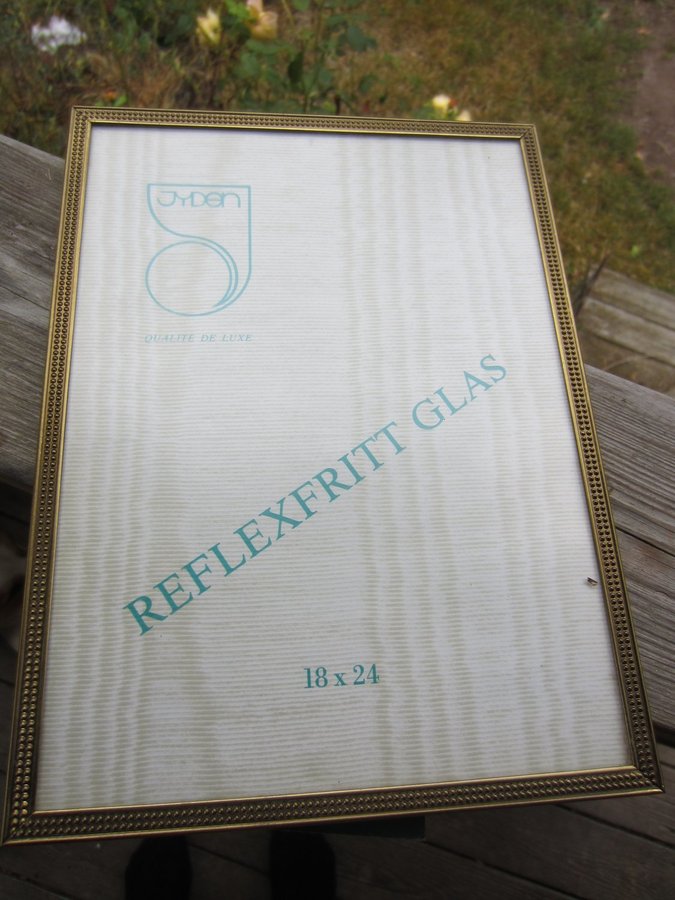 JYDEN
QUALITE DE LUXE
REFLEXFRITT GLAS
18 x 24